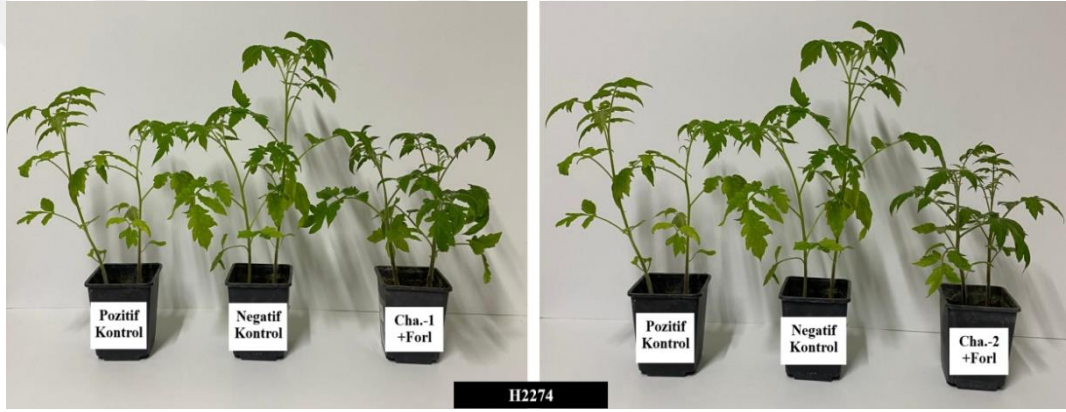 Pozitif
Kontrol
Negatif
Kontrol
Cha.-1
+Forl
Pozitif
Kontrol
Negatif
Kontrol
Cha.-2
+Forl
H2274